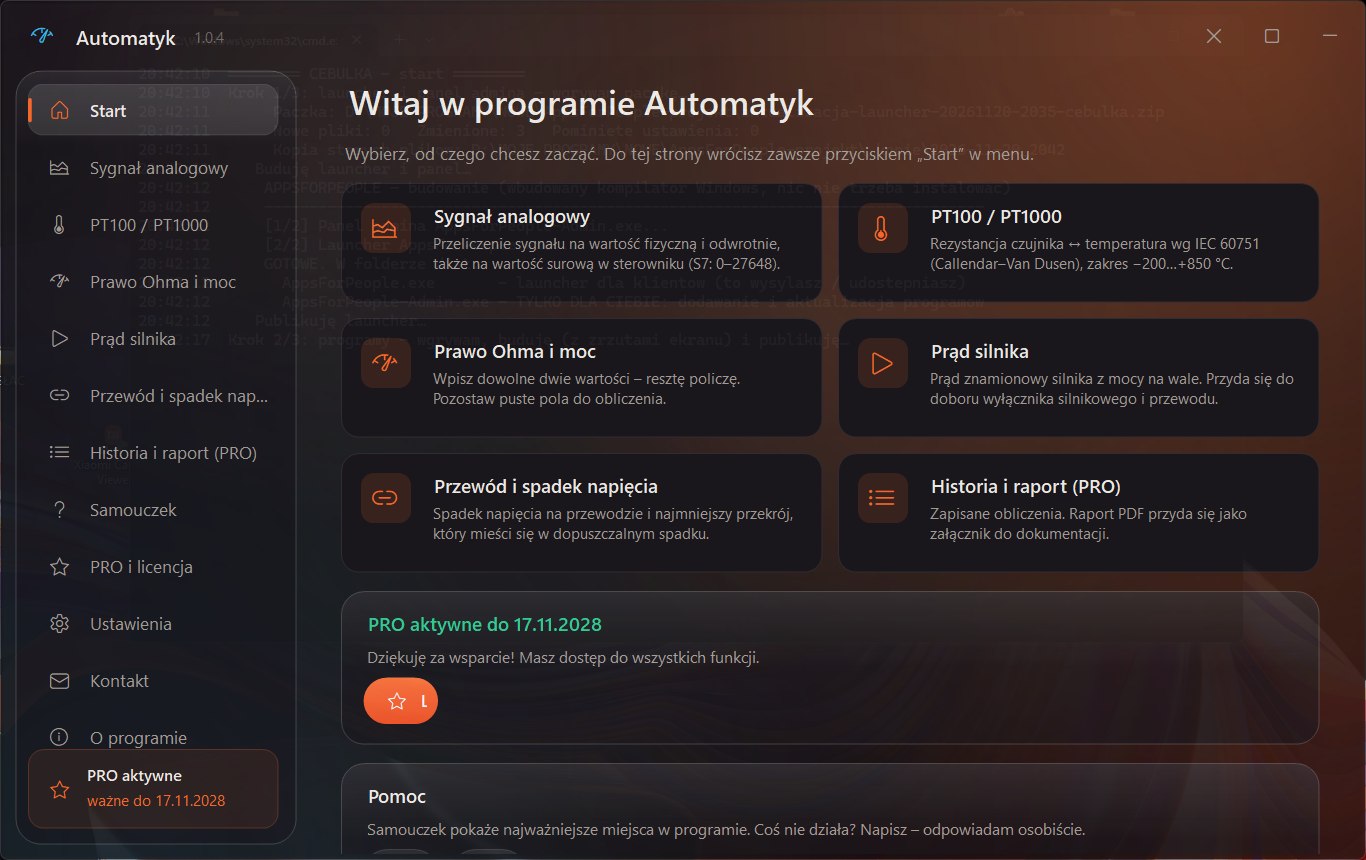 Automatyk 1.0.4
Start
Sygnał analogowy
PT100 / PT1000
Prawo Ohma i moc
Prąd silnika
Przewód i spadek nap...
Historia i raport (PRO)
Samouczek
PRO i licencja
Ustawienia
Kontakt
O programie
PRO aktywne
ważne do 17.11.2028
Witaj w programie Automatyk
Wybierz, od czego chcesz zacząć. Do tej strony wrócisz zawsze przyciskiem „Start” w menu.
Sygnał analogowy
Przeliczenie sygnału na wartość fizyczną i odwrotnie,
także na wartość surową w sterowniku (S7: 0–27648).
PT100 / PT1000
Rezystancja czujnika ↔ temperatura wg IEC 60751
(Callendar–Van Dusen), zakres −200…+850 °C.
Prawo Ohma i moc
Wpisz dowolne dwie wartości – resztę policzę.
Pozostaw puste pola do obliczenia.
Prąd silnika
Prąd znamionowy silnika z mocy na wale. Przyda się do
doboru wyłącznika silnikowego i przewodu.
Przewód i spadek napięcia
Spadek napięcia na przewodzie i najmniejszy przekrój,
który mieści się w dopuszczalnym spadku.
Historia i raport (PRO)
Zapisane obliczenia. Raport PDF przyda się jako
załącznik do dokumentacji.
PRO aktywne do 17.11.2028
Dziękuję za wsparcie! Masz dostęp do wszystkich funkcji.
Pomoc
Samouczek pokaże najważniejsze miejsca w programie. Coś nie działa? Napisz – odpowiadam osobiście.